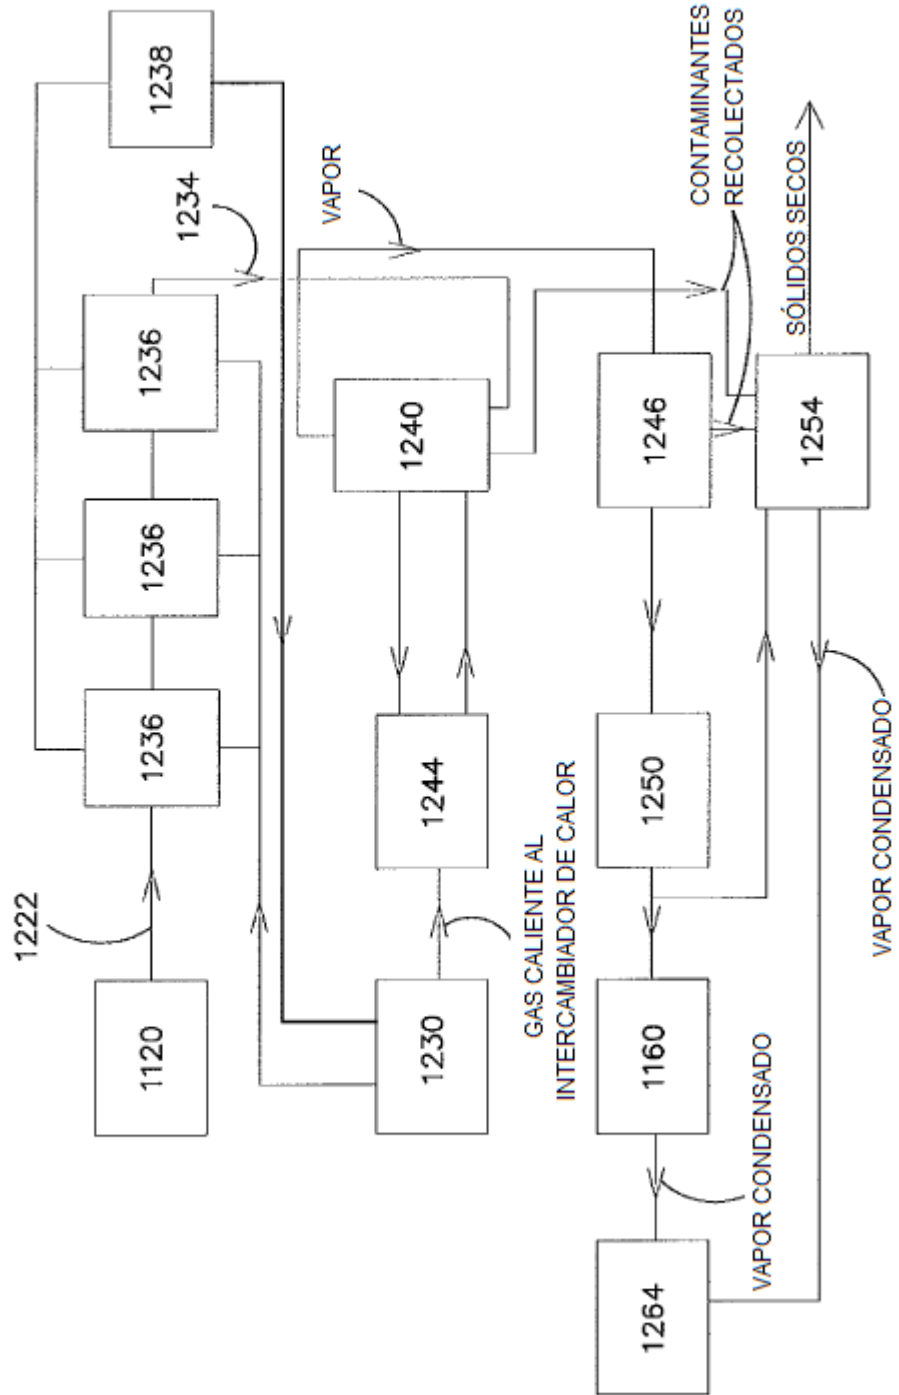 1222
1120
1236
1236
1236
1234
1238
1230
GAS CALIENTE AL
INTERCAMBIADOR DE CALOR
1244
1240
VAPOR
1264
VAPOR CONDENSADO
1160
1250
1246
CONTAMINANTES
RECOLECTADOS
VAPOR CONDENSADO
1254
SÓLIDOS SECOS